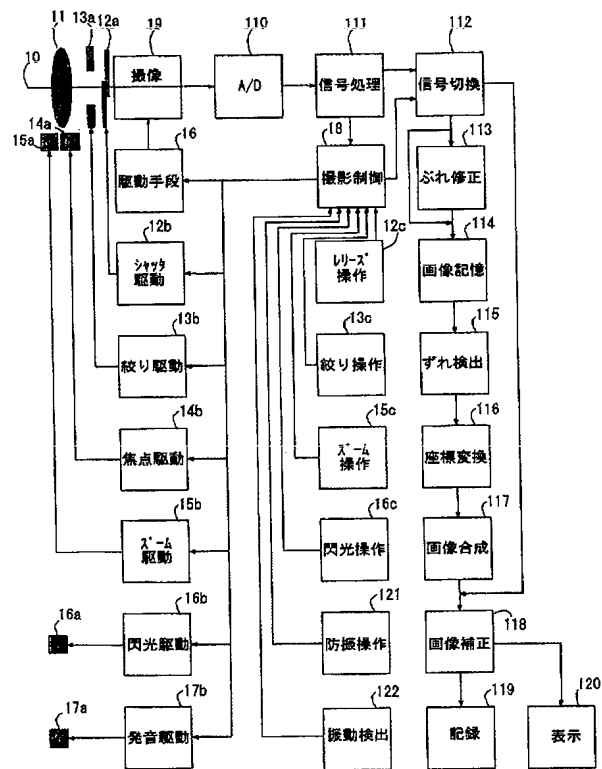 11
13a
12a
19
110
111
112
10
撮像
A/D
信号処理
信号切換
15a
14a
16
18
113
駆動手段
撮影制御
ぶれ修正
12b
12c
114
シャッタ
駆動
レリーズ
操作
画像記憶
13b
13c
115
絞り駆動
絞り操作
ずれ検出
14b
15c
116
焦点駆動
ズーム
操作
座標変換
15b
16c
117
ズーム
駆動
閃光操作
画像合成
16a
16b
121
118
閃光駆動
防振操作
画像補正
17a
17b
122
119
120
発音駆動
振動検出
記録
表示